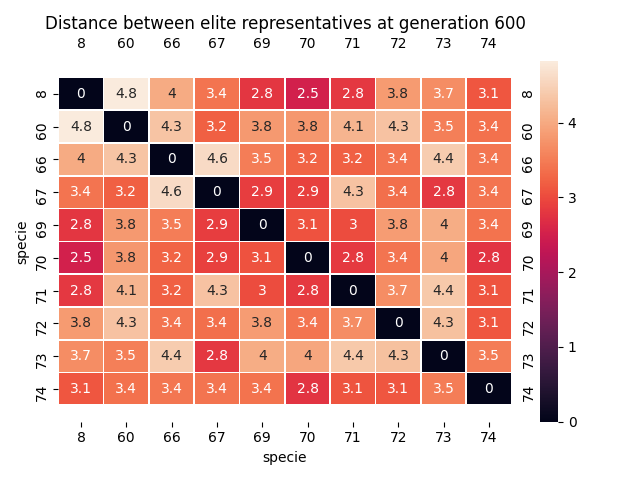 Distance between elite representatives at generation 600
8 60 66 67 69 70 71 72 73 74
8 0 4.8 4 3.4 2.8 2.5 2.8 3.8 3.7 3.1 8
60 4.8 0 4.3 3.2 3.8 3.8 4.1 4.3 3.5 3.4 60
66 4 4.3 0 4.6 3.5 3.2 3.2 3.4 4.4 3.4 66
67 3.4 3.2 4.6 0 2.9 2.9 4.3 3.4 2.8 3.4 67
69 2.8 3.8 3.5 2.9 0 3.1 3 3.8 4 3.4 69
70 2.5 3.8 3.2 2.9 3.1 0 2.8 3.4 4 2.8 70
71 2.8 4.1 3.2 4.3 3 2.8 0 3.7 4.4 3.1 71
72 3.8 4.3 3.4 3.4 3.8 3.4 3.7 0 4.3 3.1 72
73 3.7 3.5 4.4 2.8 4 4 4.4 4.3 0 3.5 73
74 3.1 3.4 3.4 3.4 3.4 2.8 3.1 3.1 3.5 0 74
8 60 66 67 69 70 71 72 73 74
specie
specie
4
3
2
1
0